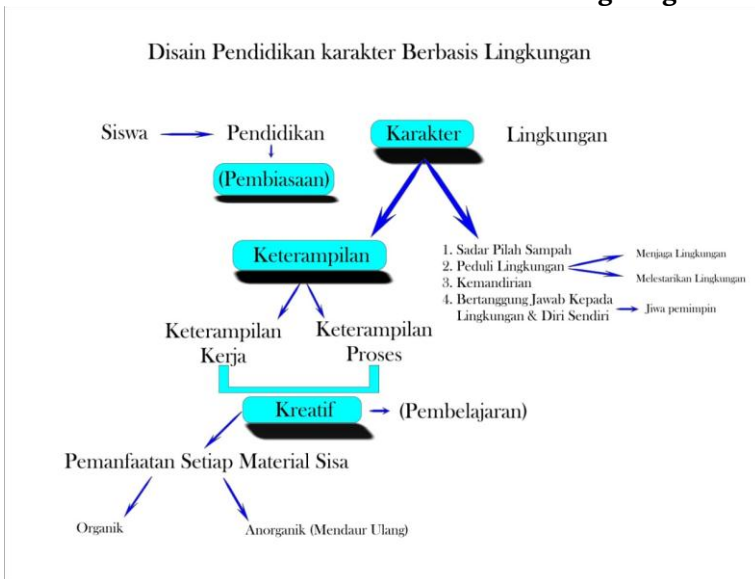 Disain Pendidikan karakter Berbasis Lingkungan
Siswa Pendidikan Karakter Lingkungan
(Pembiasaan)
Keterampilan
1. Sadar Pilah Sampah
2. Peduli Lingkungan
3. Kemandirian
4. Bertanggung Jawab Kepada
Lingkungan & Diri Sendiri
Menjaga Lingkungan
Melestarikan Lingkungan
Jiwa pemimpin
Keterampilan
Kerja
Keterampilan
Proses
Kreatif (Pembelajaran)
Pemanfaatan Setiap Material Sisa
Organik Anorganik (Mendaur Ulang)